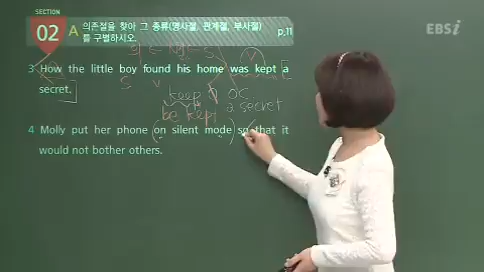 SECTION
02
A 의존절을 찾아 그 종류(명사절, 관계절, 부사절)
를 구별하시오.
p.11
EBSi
3 How the little boy found his home was kept a
S V
secret.
keep O OC
a secret
be kept
4 Molly put her phone (on silent mode) so that it
would not bother others.